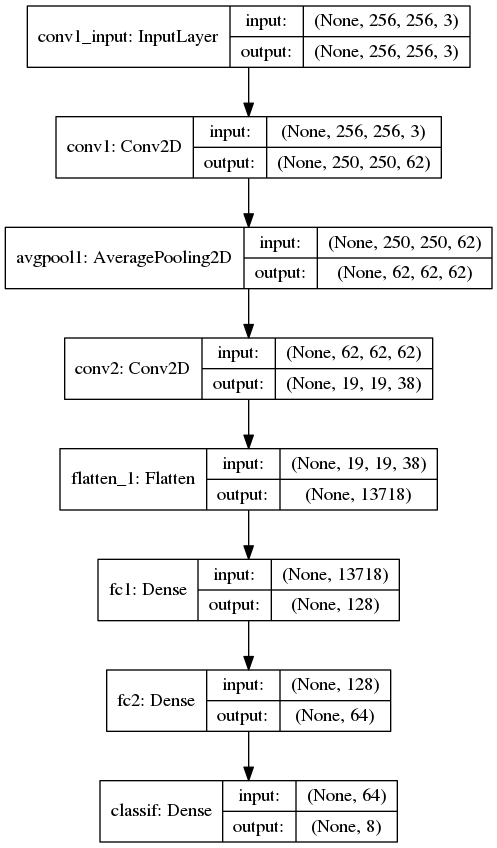 conv1_input: InputLayer
input: (None, 256, 256, 3)
output: (None, 256, 256, 3)
conv1: Conv2D
input: (None, 256, 256, 3)
output: (None, 250, 250, 62)
avgpool1: AveragePooling2D
input: (None, 250, 250, 62)
output: (None, 62, 62, 62)
conv2: Conv2D
input: (None, 62, 62, 62)
output: (None, 19, 19, 38)
flatten_1: Flatten
input: (None, 19, 19, 38)
output: (None, 13718)
fc1: Dense
input: (None, 13718)
output: (None, 128)
fc2: Dense
input: (None, 128)
output: (None, 64)
classif: Dense
input: (None, 64)
output: (None, 8)